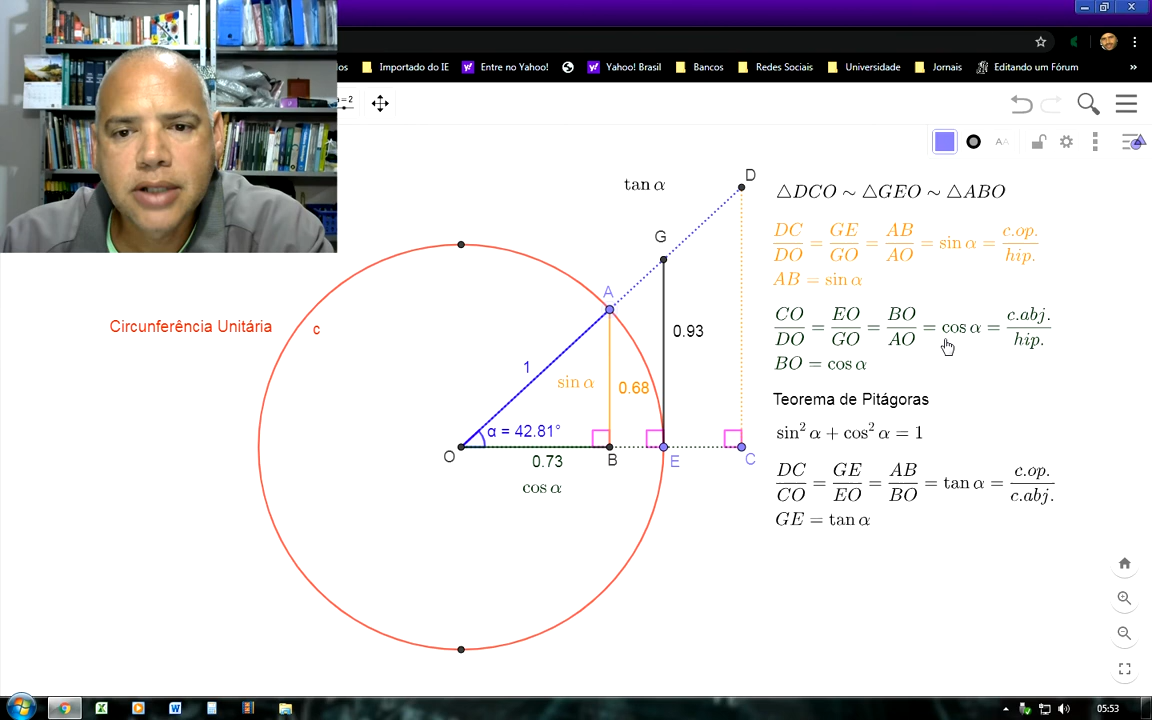 os Importado do IE Entre no Yahoo! Yahoo! Brasil Bancos Redes Sociais Universidade Jornais Editando um Fórum »
a=2
AA
tan α
D
G
A
Circunferência Unitária c
1
0.93
sin α 0.68
α = 42.81°
O 0.73 B E C
cos α
△DCO ∼ △GEO ∼ △ABO
DC/DO = GE/GO = AB/AO = sin α = c.op./hip.
AB = sin α
CO/DO = EO/GO = BO/AO = cos α = c.abj./hip.
BO = cos α
Teorema de Pitágoras
sin² α + cos² α = 1
DC/CO = GE/EO = AB/BO = tan α = c.op./c.abj.
GE = tan α
05:53